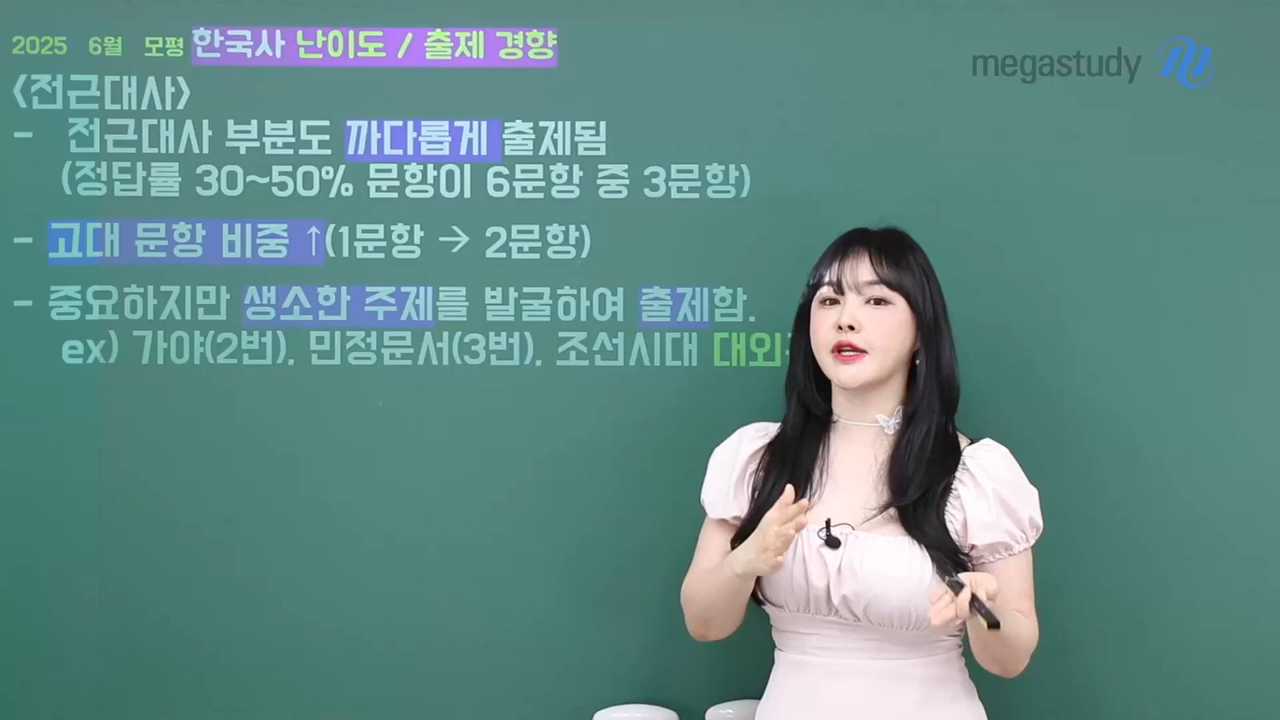 2025 6월 모평 한국사 난이도 / 출제 경향
megastudy
<전근대사>
- 전근대사 부분도 까다롭게 출제됨
(정답률 30~50% 문항이 6문항 중 3문항)
- 고대 문항 비중 ↑(1문항 → 2문항)
- 중요하지만 생소한 주제를 발굴하여 출제함.
ex) 가야(2번), 민정문서(3번), 조선시대 대외